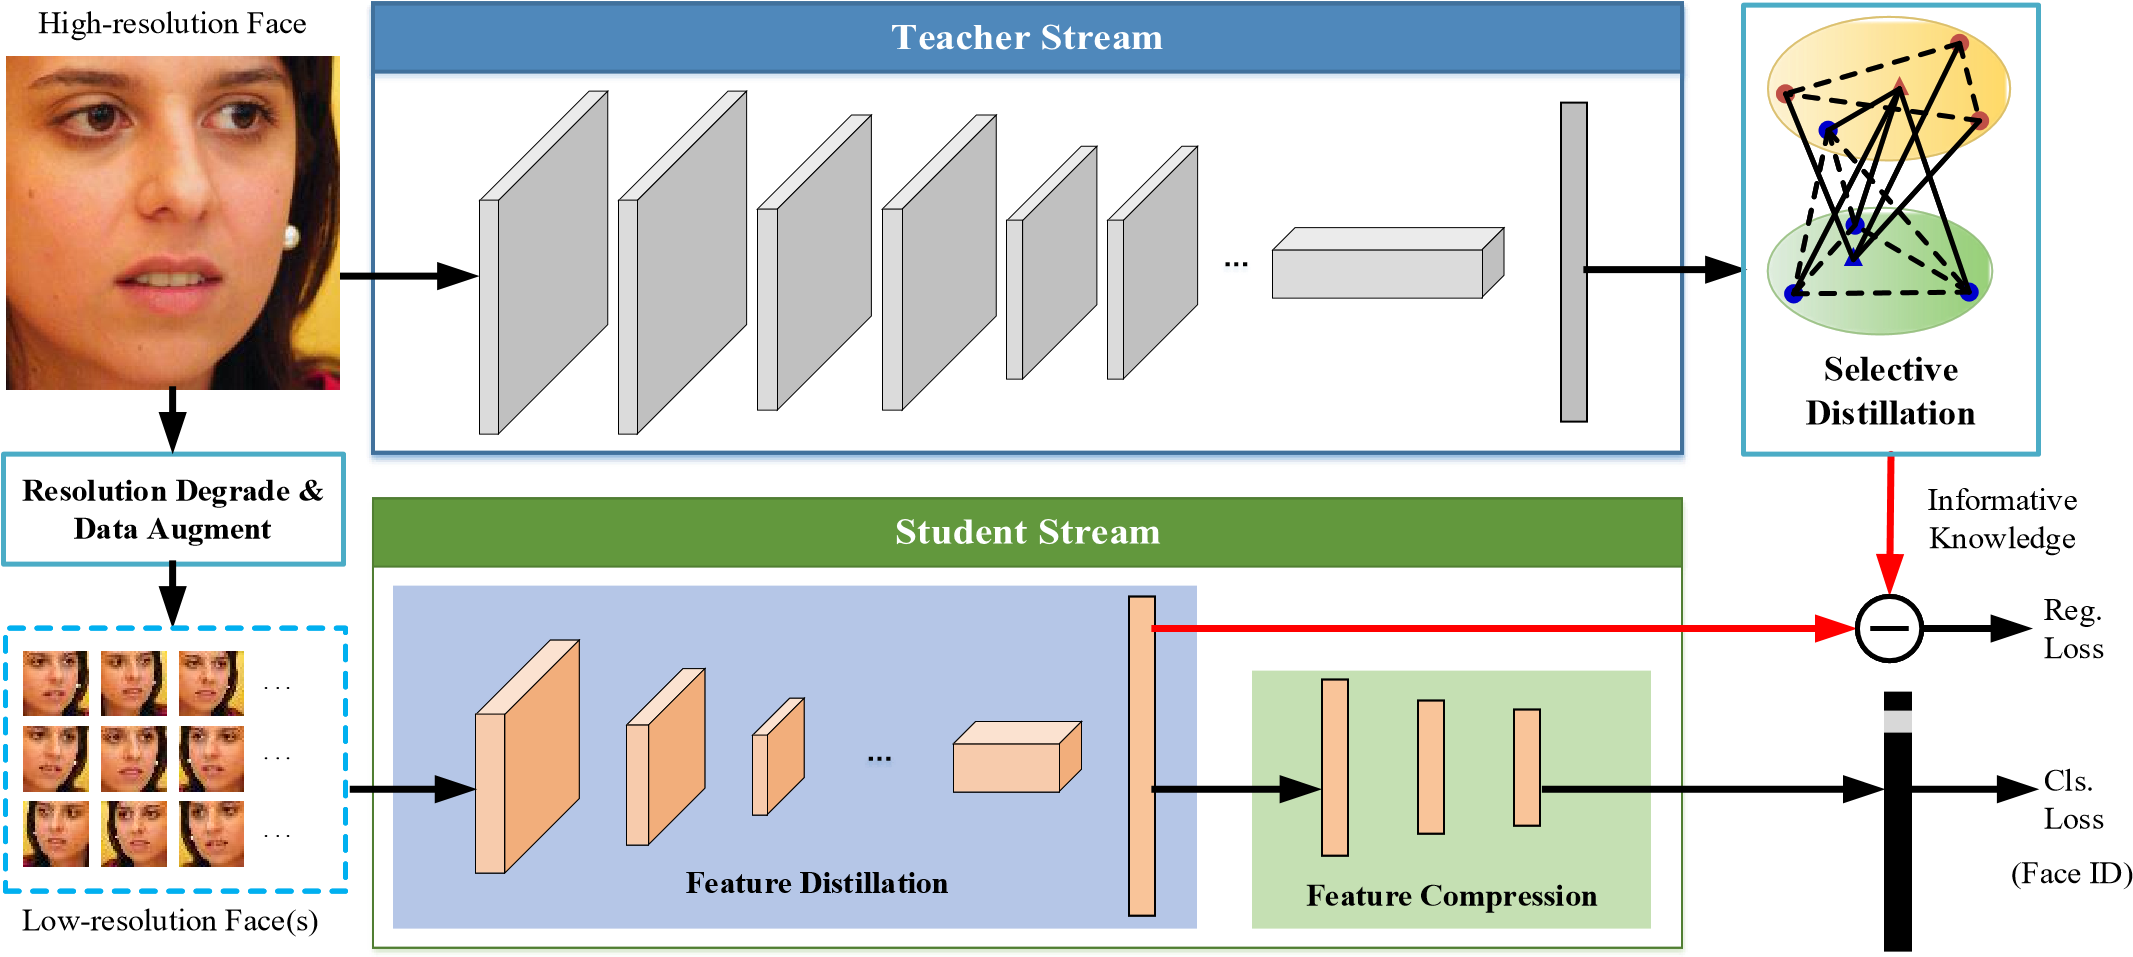 High-resolution Face
Teacher Stream
...
Selective
Distillation
Resolution Degrade &
Data Augment
Informative
Knowledge
Student Stream
Reg.
Loss
...
...
...
...
Feature Distillation
Feature Compression
Cls.
Loss
(Face ID)
Low-resolution Face(s)